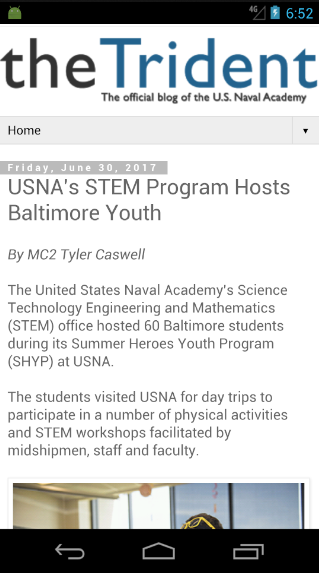 4G 6:52
theTrident
The official blog of the U.S. Naval Academy
Home
Friday, June 30, 2017
USNA's STEM Program Hosts
Baltimore Youth
By MC2 Tyler Caswell
The United States Naval Academy's Science
Technology Engineering and Mathematics
(STEM) office hosted 60 Baltimore students
during its Summer Heroes Youth Program
(SHYP) at USNA.
The students visited USNA for day trips to
participate in a number of physical activities
and STEM workshops facilitated by
midshipmen, staff and faculty.